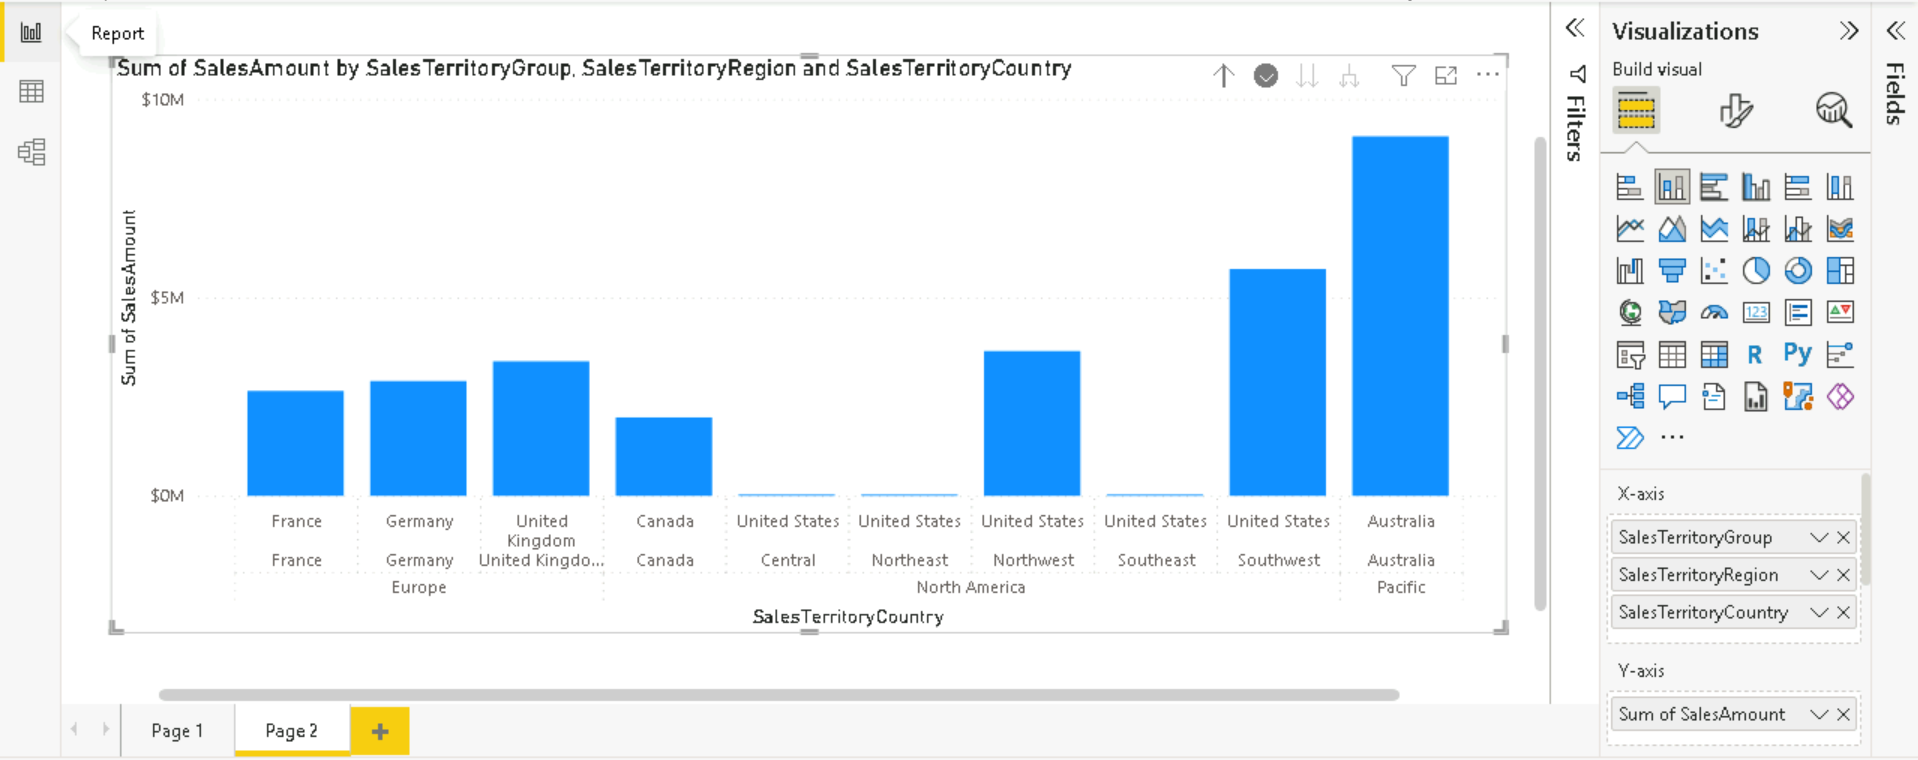 Report
Sum of SalesAmount by SalesTerritoryGroup, SalesTerritoryRegion and SalesTerritoryCountry
$10M
$5M
$0M
Sum of SalesAmount
France Germany United Kingdom Canada United States United States United States United States United States Australia
France Germany United Kingdo... Canada Central Northeast Northwest Southeast Southwest Australia
Europe North America Pacific
SalesTerritoryCountry
Page 1 Page 2 +
Filters
Visualizations
Build visual
123
R Py
X-axis
SalesTerritoryGroup
SalesTerritoryRegion
SalesTerritoryCountry
Y-axis
Sum of SalesAmount
Fields